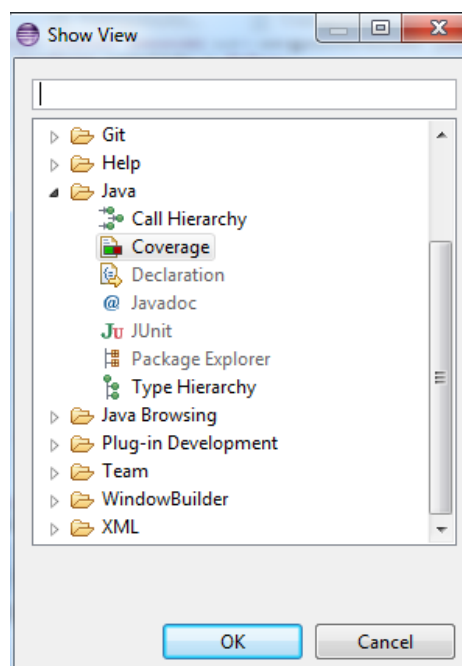 Show View
Git
Help
Java
Call Hierarchy
Coverage
Declaration
@ Javadoc
Ju JUnit
Package Explorer
Type Hierarchy
Java Browsing
Plug-in Development
Team
WindowBuilder
XML
OK Cancel